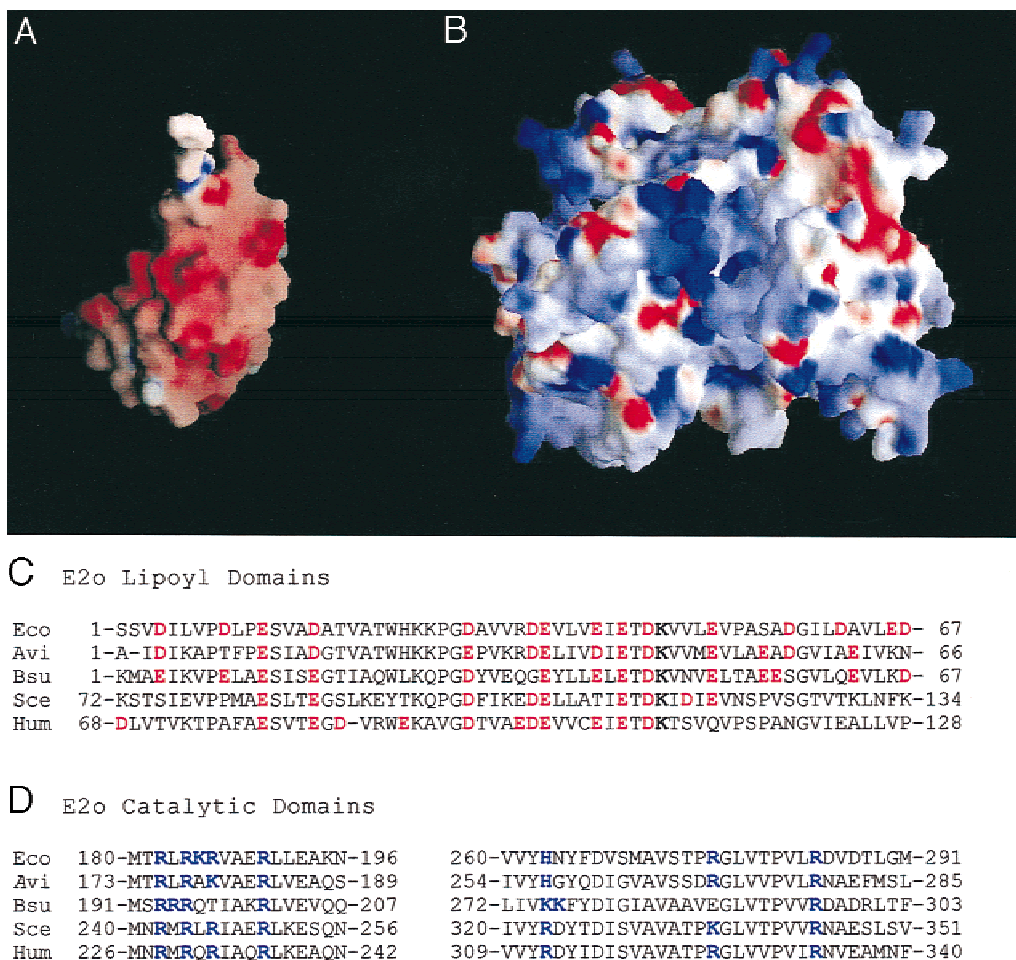 A
B
C E2o Lipoyl Domains
Eco 1-SSVDILVPDLPESVADATVATWHKKPGDAVVRDEVLVEIETDKVVLEVPASADGILDAVLED- 67
Avi 1-A-IDIKAPTFPESIADGTVATWHKKPGEPVKRDELIVDIETDKVVMEVLAEADGVIAEIVKN- 66
Bsu 1-KMAEIKVPELAESISEGTIAQWLKQPGDYVEQGEYLLELETDKVNVELTAEESGVLQEVLKD- 67
Sce 72-KSTSIEVPPMAESLTEGSLKEYTKQPGDFIKEDELLATIETDKIDIEVNSPVSGTVTKLNFK-134
Hum 68-DLVTVKTPAFAESVTEGD-VRWEKAVGDTVAEDEVVCEIETDKTSVQVPSPANGVIEALLVP-128
D E2o Catalytic Domains
Eco 180-MTRLRKRVAERLLEAKN-196 260-VVYHNYFDVSMAVSTPRGLVTPVLRDVDTLGM-291
Avi 173-MTRLRAKVAERLVEAQS-189 254-IVYHGYQDIGVAVSSDRGLVVPVLRNAEFMSL-285
Bsu 191-MSRRRQTIAKRLVEVQQ-207 272-LIVKKFYDIGIAVAAVEGLVVPVVRDADRLTF-303
Sce 240-MNRMRLRIAERLKESQN-256 320-IVYRDYTDISVAVATPKGLVTPVVRNAESLSV-351
Hum 226-MNRMRQRIAQRLKEAQN-242 309-VVYRDYIDISVAVATPRGLVVPVIRNVEAMNF-340